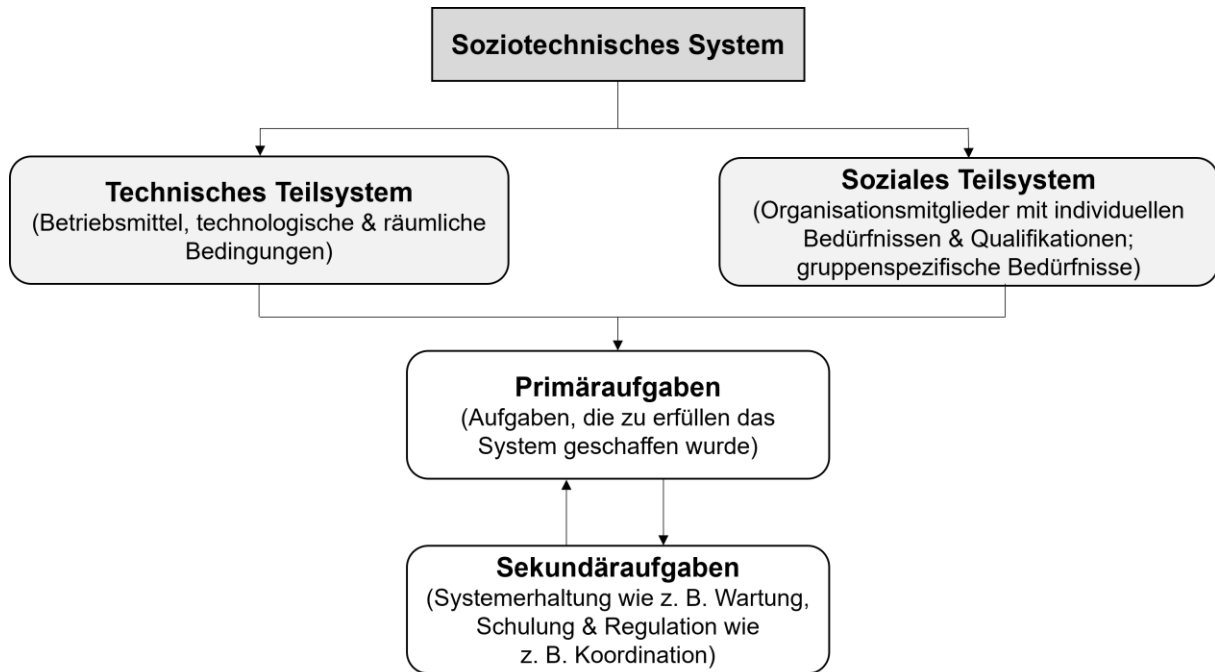 Soziotechnisches System
Technisches Teilsystem
(Betriebsmittel, technologische & räumliche
Bedingungen)
Soziales Teilsystem
(Organisationsmitglieder mit individuellen
Bedürfnissen & Qualifikationen;
gruppenspezifische Bedürfnisse)
Primäraufgaben
(Aufgaben, die zu erfüllen das
System geschaffen wurde)
Sekundäraufgaben
(Systemerhaltung wie z. B. Wartung,
Schulung & Regulation wie
z. B. Koordination)